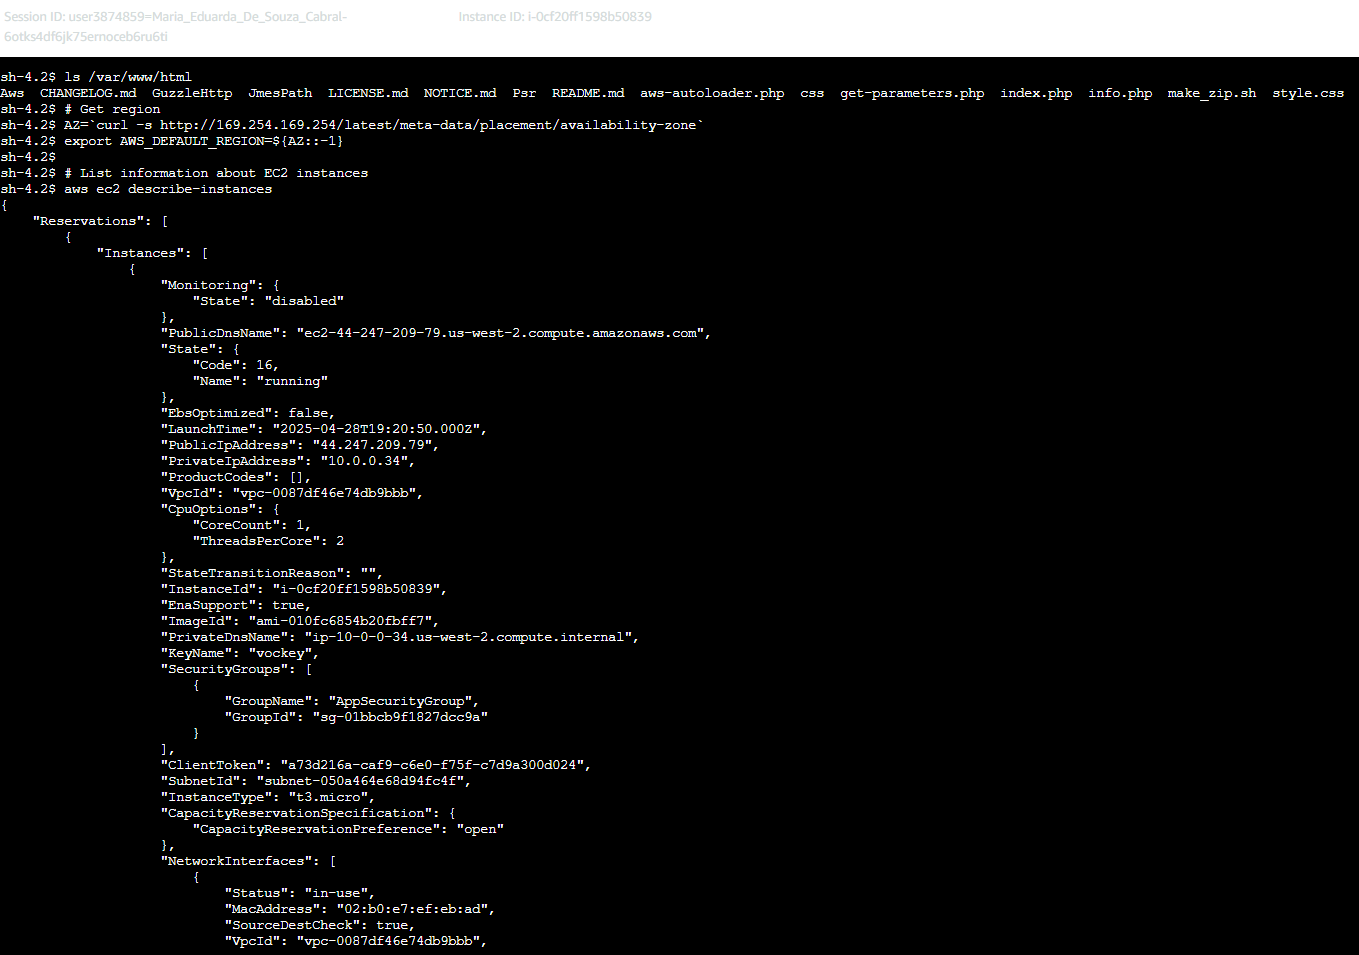 Session ID: user3874859=Maria_Eduarda_De_Souza_Cabral-
6otks4df6jk75ernoceb6ru6ti
Instance ID: i-0cf20ff1598b50839
sh-4.2$ ls /var/www/html
Aws  CHANGELOG.md  GuzzleHttp  JmesPath  LICENSE.md  NOTICE.md  Psr  README.md  aws-autoloader.php  css  get-parameters.php  index.php  info.php  make_zip.sh  style.css
sh-4.2$ # Get region
sh-4.2$ AZ=`curl -s http://169.254.169.254/latest/meta-data/placement/availability-zone`
sh-4.2$ export AWS_DEFAULT_REGION=${AZ::-1}
sh-4.2$
sh-4.2$ # List information about EC2 instances
sh-4.2$ aws ec2 describe-instances
{
    "Reservations": [
        {
            "Instances": [
                {
                    "Monitoring": {
                        "State": "disabled"
                    },
                    "PublicDnsName": "ec2-44-247-209-79.us-west-2.compute.amazonaws.com",
                    "State": {
                        "Code": 16,
                        "Name": "running"
                    },
                    "EbsOptimized": false,
                    "LaunchTime": "2025-04-28T19:20:50.000Z",
                    "PublicIpAddress": "44.247.209.79",
                    "PrivateIpAddress": "10.0.0.34",
                    "ProductCodes": [],
                    "VpcId": "vpc-0087df46e74db9bbb",
                    "CpuOptions": {
                        "CoreCount": 1,
                        "ThreadsPerCore": 2
                    },
                    "StateTransitionReason": "",
                    "InstanceId": "i-0cf20ff1598b50839",
                    "EnaSupport": true,
                    "ImageId": "ami-010fc6854b20fbff7",
                    "PrivateDnsName": "ip-10-0-0-34.us-west-2.compute.internal",
                    "KeyName": "vockey",
                    "SecurityGroups": [
                        {
                            "GroupName": "AppSecurityGroup",
                            "GroupId": "sg-01bbcb9f1827dcc9a"
                        }
                    ],
                    "ClientToken": "a73d216a-caf9-c6e0-f75f-c7d9a300d024",
                    "SubnetId": "subnet-050a464e68d94fc4f",
                    "InstanceType": "t3.micro",
                    "CapacityReservationSpecification": {
                        "CapacityReservationPreference": "open"
                    },
                    "NetworkInterfaces": [
                        {
                            "Status": "in-use",
                            "MacAddress": "02:b0:e7:ef:eb:ad",
                            "SourceDestCheck": true,
                            "VpcId": "vpc-0087df46e74db9bbb",